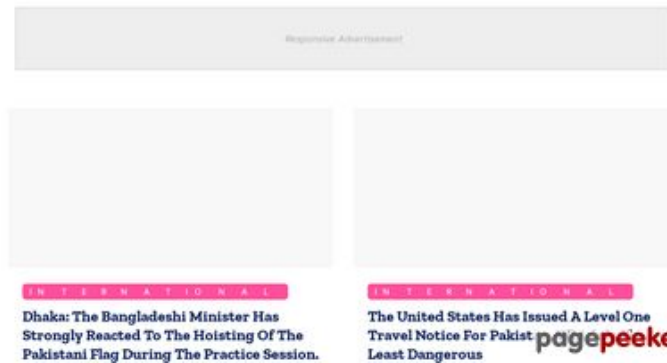 Responsive Advertisement
INTERNATIONAL
Dhaka: The Bangladeshi Minister Has
Strongly Reacted To The Hoisting Of The
Pakistani Flag During The Practice Session.
INTERNATIONAL
The United States Has Issued A Level One
Travel Notice For Pakist
Least Dangerous
pagepeeke